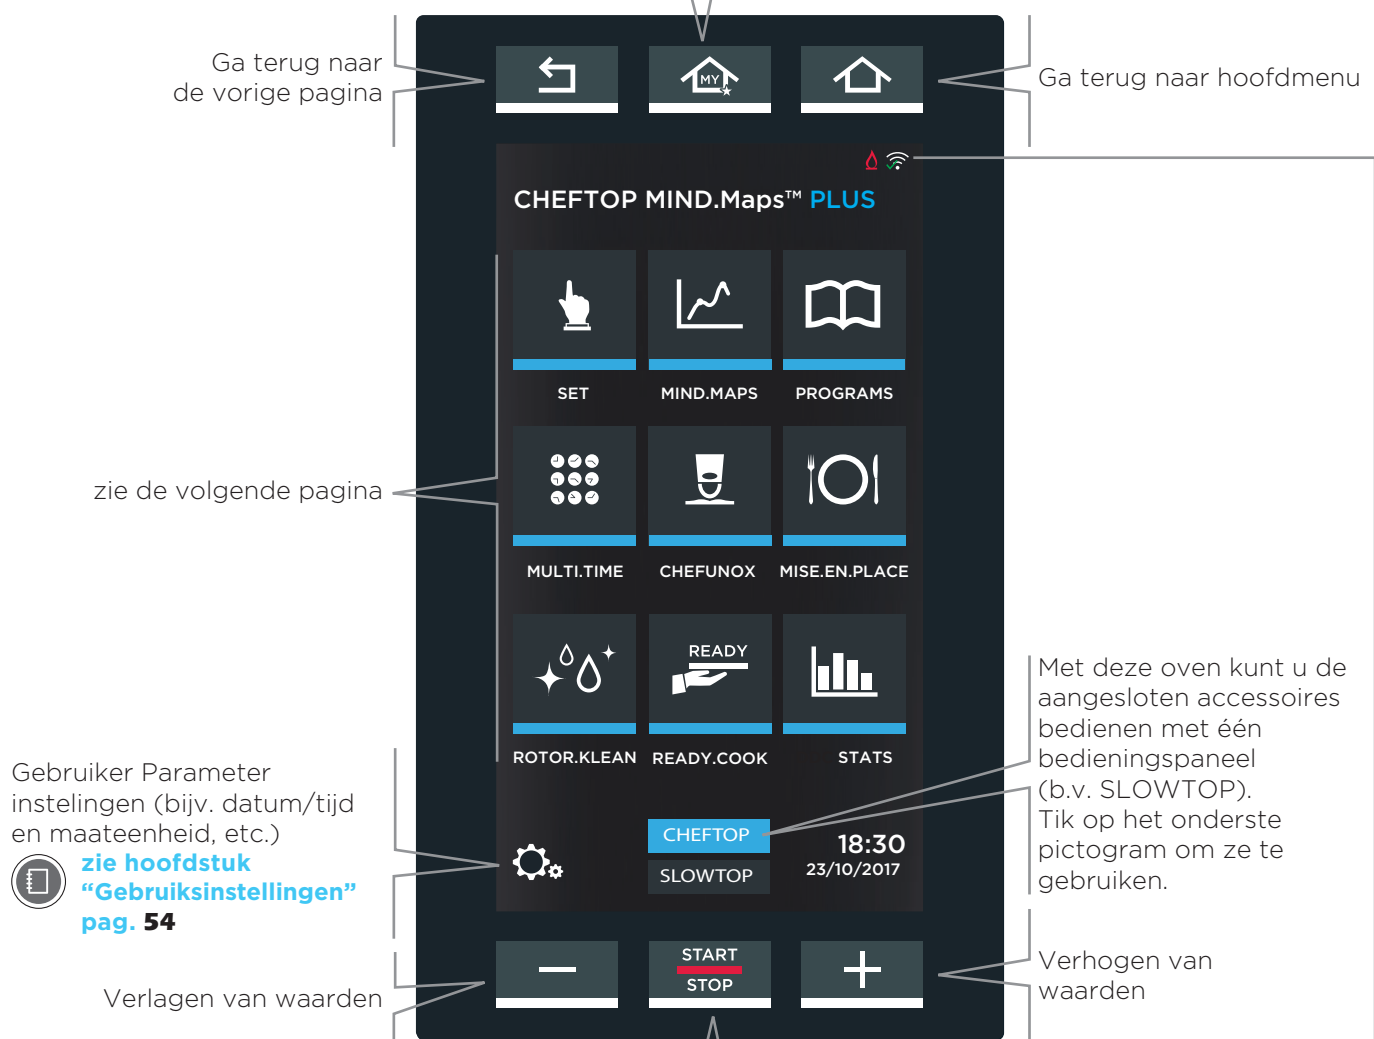 Ga terug naar
de vorige pagina
MY
Ga terug naar hoofdmenu
CHEFTOP MIND.Maps™ PLUS
SET
MIND.MAPS
PROGRAMS
zie de volgende pagina
MULTI.TIME
CHEFUNOX
MISE.EN.PLACE
READY
ROTOR.KLEAN
READY.COOK
STATS
Met deze oven kunt u de
aangesloten accessoires
bedienen met één
bedieningspaneel
(b.v. SLOWTOP).
Tik op het onderste
pictogram om ze te
gebruiken.
Gebruiker Parameter
instelingen (bijv. datum/tijd
en maateenheid, etc.)
zie hoofdstuk
“Gebruiksinstellingen”
pag. 54
CHEFTOP
SLOWTOP
18:30
23/10/2017
Verlagen van waarden
START
STOP
Verhogen van
waarden